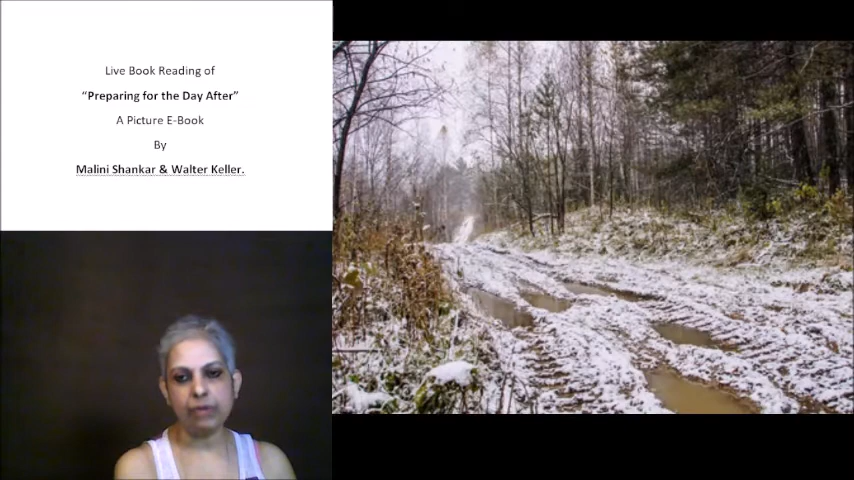 Live Book Reading of
“Preparing for the Day After”
A Picture E-Book
By
Malini Shankar & Walter Keller.